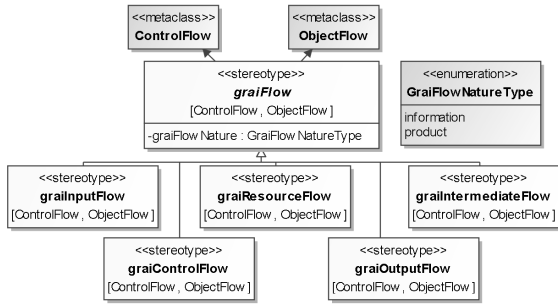 <<metaclass>>
ControlFlow
<<metaclass>>
ObjectFlow
<<stereotype>>
graiFlow
[ControlFlow , ObjectFlow ]
-graiFlow Nature : GraiFlow NatureType
<<enumeration>>
GraiFlowNatureType
information
product
<<stereotype>>
graiInputFlow
[ControlFlow , ObjectFlow ]
<<stereotype>>
graiResourceFlow
[ControlFlow , ObjectFlow ]
<<stereotype>>
graiIntermediateFlow
[ControlFlow , ObjectFlow ]
<<stereotype>>
graiControlFlow
[ControlFlow , ObjectFlow ]
<<stereotype>>
graiOutputFlow
[ControlFlow , ObjectFlow ]